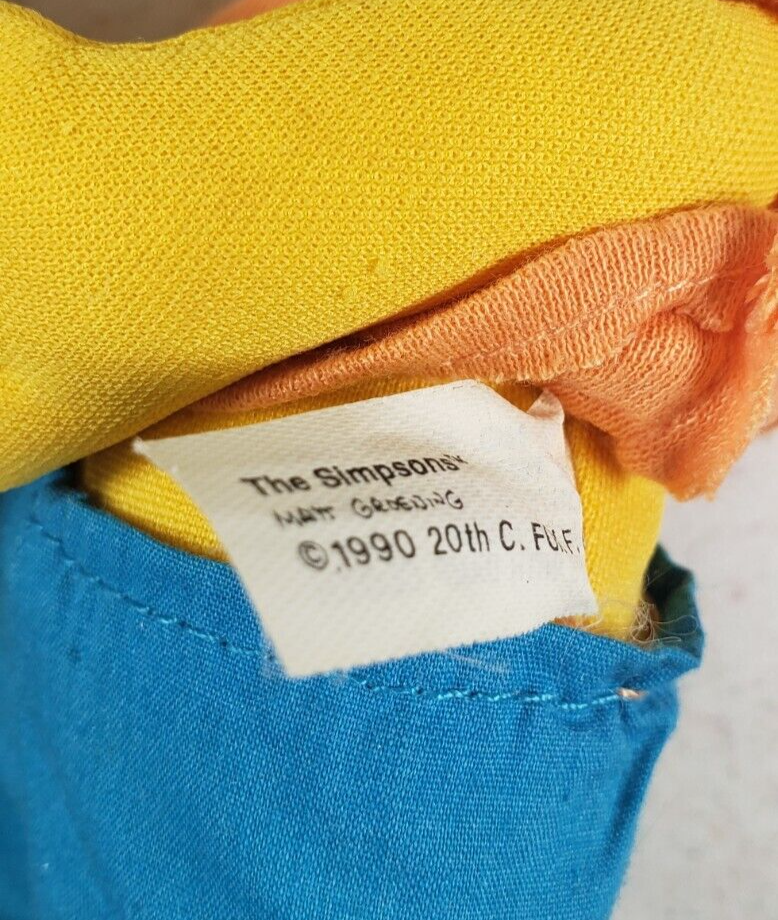 The Simpsons™
MATT GROENING
©1990 20th C. F.